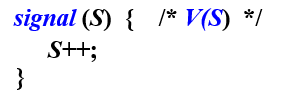 signal (S) { /* V(S) */
S++;
}